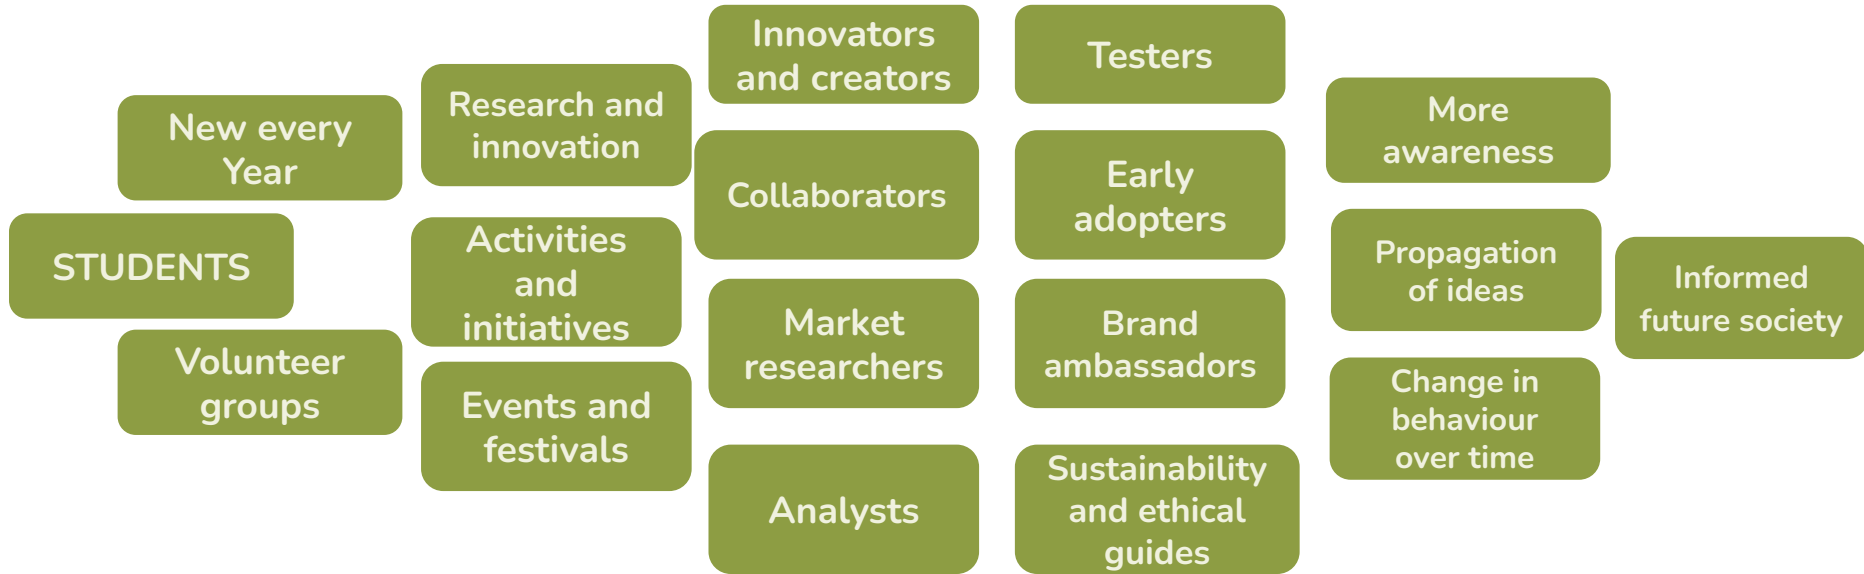 STUDENTS
New every
Year
Volunteer
groups
Research and
innovation
Activities
and
initiatives
Events and
festivals
Innovators
and creators
Collaborators
Market
researchers
Analysts
Testers
Early
adopters
Brand
ambassadors
Sustainability
and ethical
guides
More
awareness
Propagation
of ideas
Change in
behaviour
over time
Informed
future society